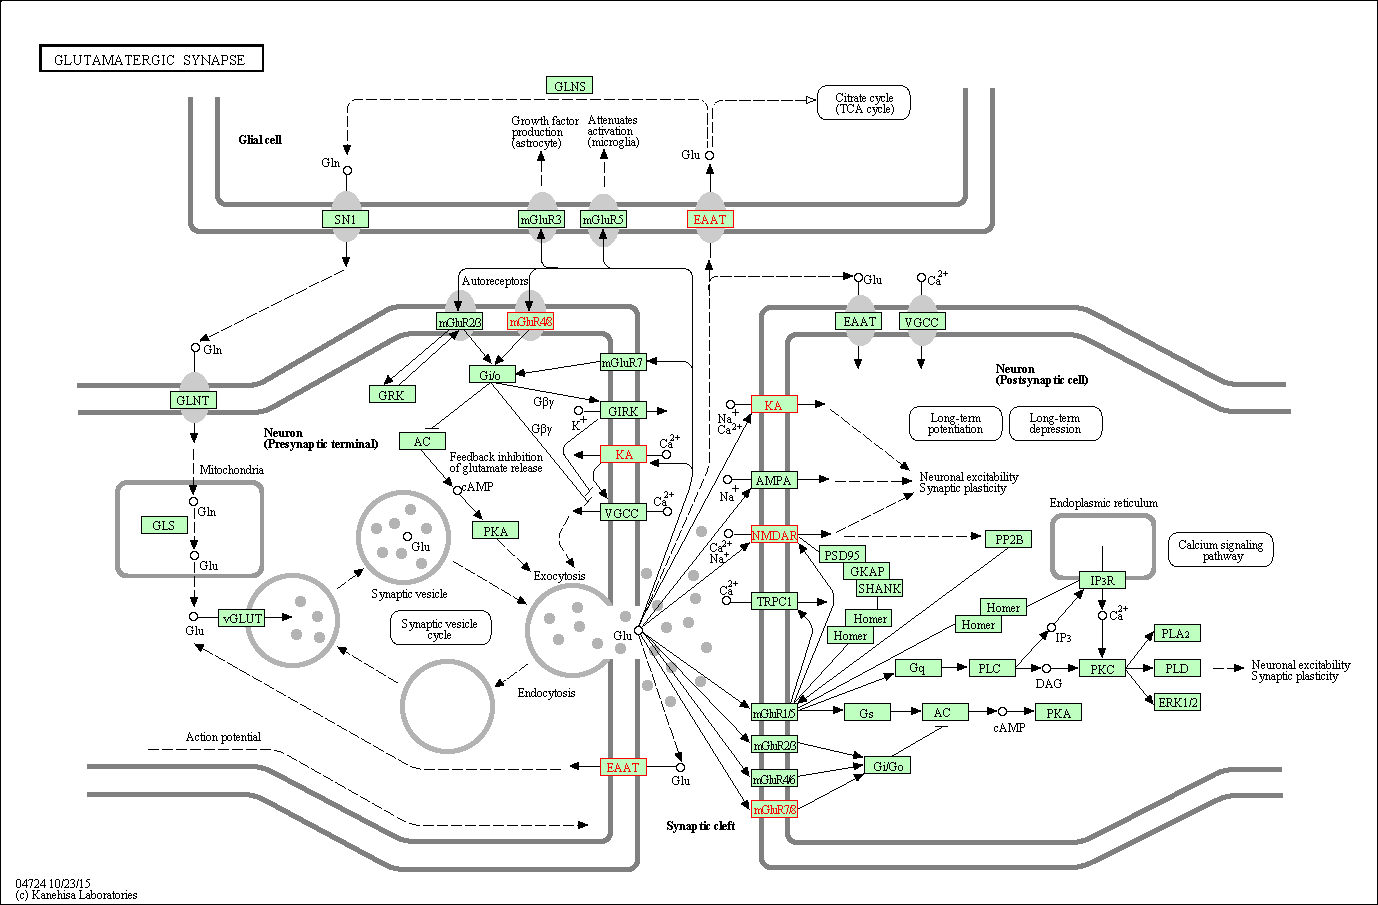 GLUTAMATERGIC SYNAPSE
GLNS
Citrate cycle
(TCA cycle)
Glial cell
Growth factor
production
(astrocyte)
Attenuates
activation
(microglia)
Gln
Glu
SN1
mGluR3
mGluR5
EAAT
Autoreceptors
Glu
Ca2+
mGluR2/3
mGluR4/8
EAAT
VGCC
Gln
mGluR7
Gi/o
GRK
GLNT
Neuron
(Postsynaptic cell)
Gβγ
GIRK
K+
KA
Na+
Ca2+
Long-term
potentiation
Long-term
depression
Neuron
(Presynaptic terminal)
AC
Gβγ
KA
Ca2+
Feedback inhibition
of glutamate release
Mitochondria
cAMP
AMPA
Na+
Neuronal excitability
Synaptic plasticity
Gln
GLS
Glu
PKA
VGCC
Ca2+
Endoplasmic reticulum
Glu
NMDAR
Ca2+
Na+
PSD95
GKAP
SHANK
Homer
Homer
PP2B
Calcium signaling
pathway
Exocytosis
Synaptic vesicle
IP3R
TRPC1
Ca2+
Homer
Homer
Ca2+
vGLUT
Glu
Synaptic vesicle
cycle
Glu
IP3
PLA2
Gq
PLC
DAG
PKC
PLD
Neuronal excitability
Synaptic plasticity
Endocytosis
ERK1/2
mGluR1/5
Gs
AC
cAMP
PKA
Action potential
mGluR2/3
EAAT
Glu
mGluR4/6
Gi/Go
mGluR7/8
Synaptic cleft
04724 10/23/15
(c) Kanehisa Laboratories